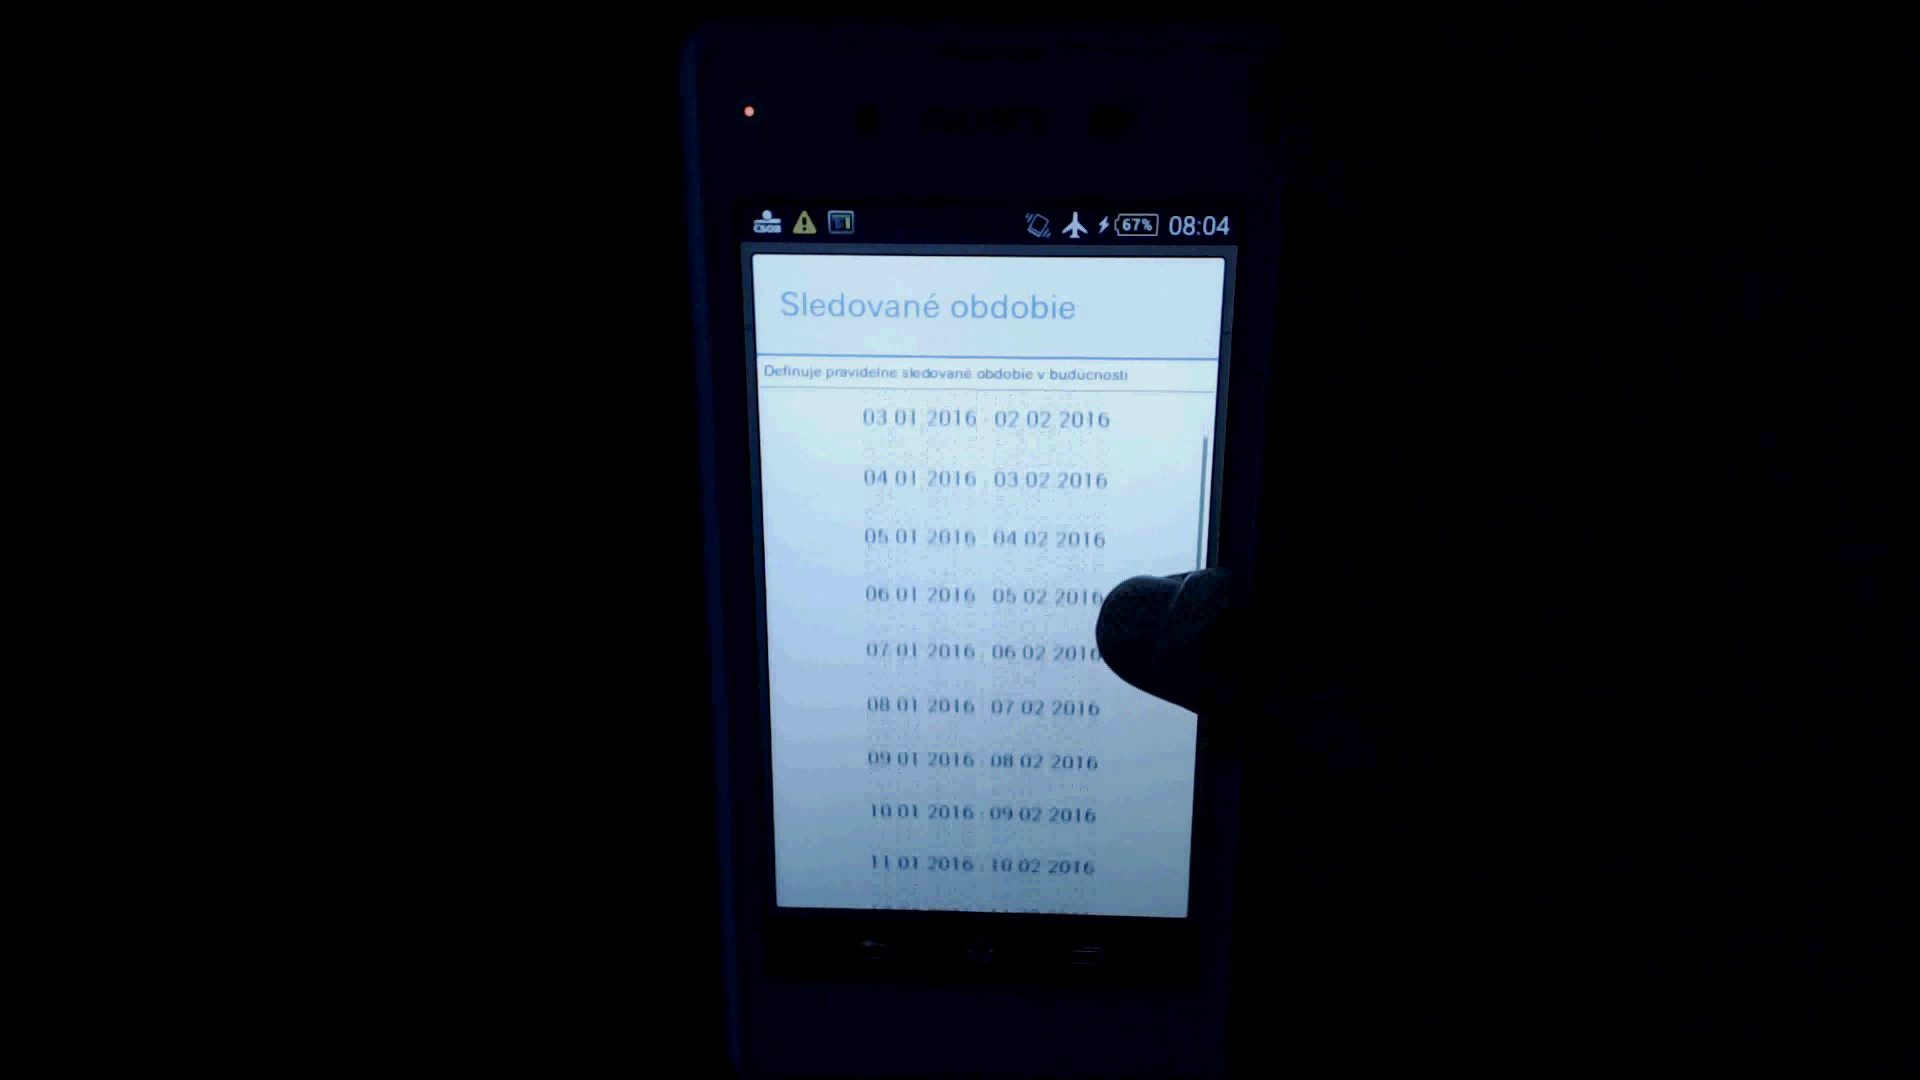 ČSOB
67% 08:04
Sledované obdobie
Definuje pravidelne sledované obdobie v budúcnosti
03 01 2016 - 02 02 2016
04 01 2016 - 03 02 2016
05 01 2016 - 04 02 2016
06 01 2016 - 05 02 2016
07 01 2016 - 06 02 2016
08 01 2016 - 07 02 2016
09 01 2016 - 08 02 2016
10 01 2016 - 09 02 2016
11 01 2016 - 10 02 2016